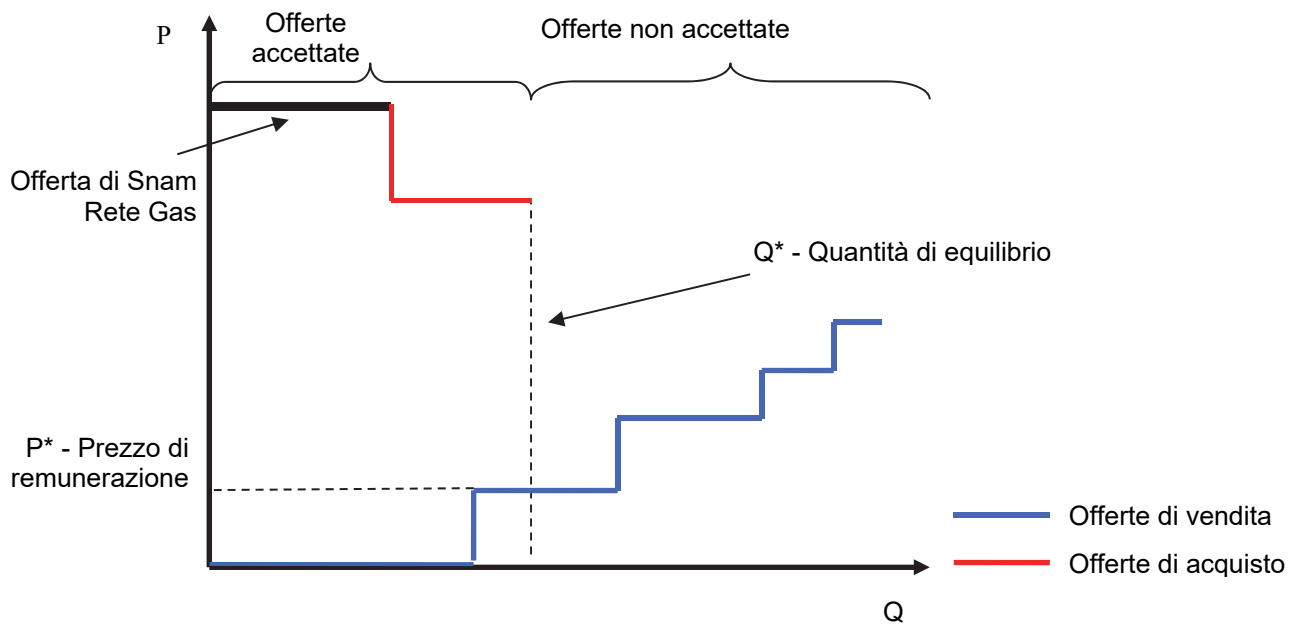 P
Offerte
accettate
Offerte non accettate
Offerta di Snam
Rete Gas
Q* - Quantità di equilibrio
P* - Prezzo di
remunerazione
Offerte di vendita
Offerte di acquisto
Q